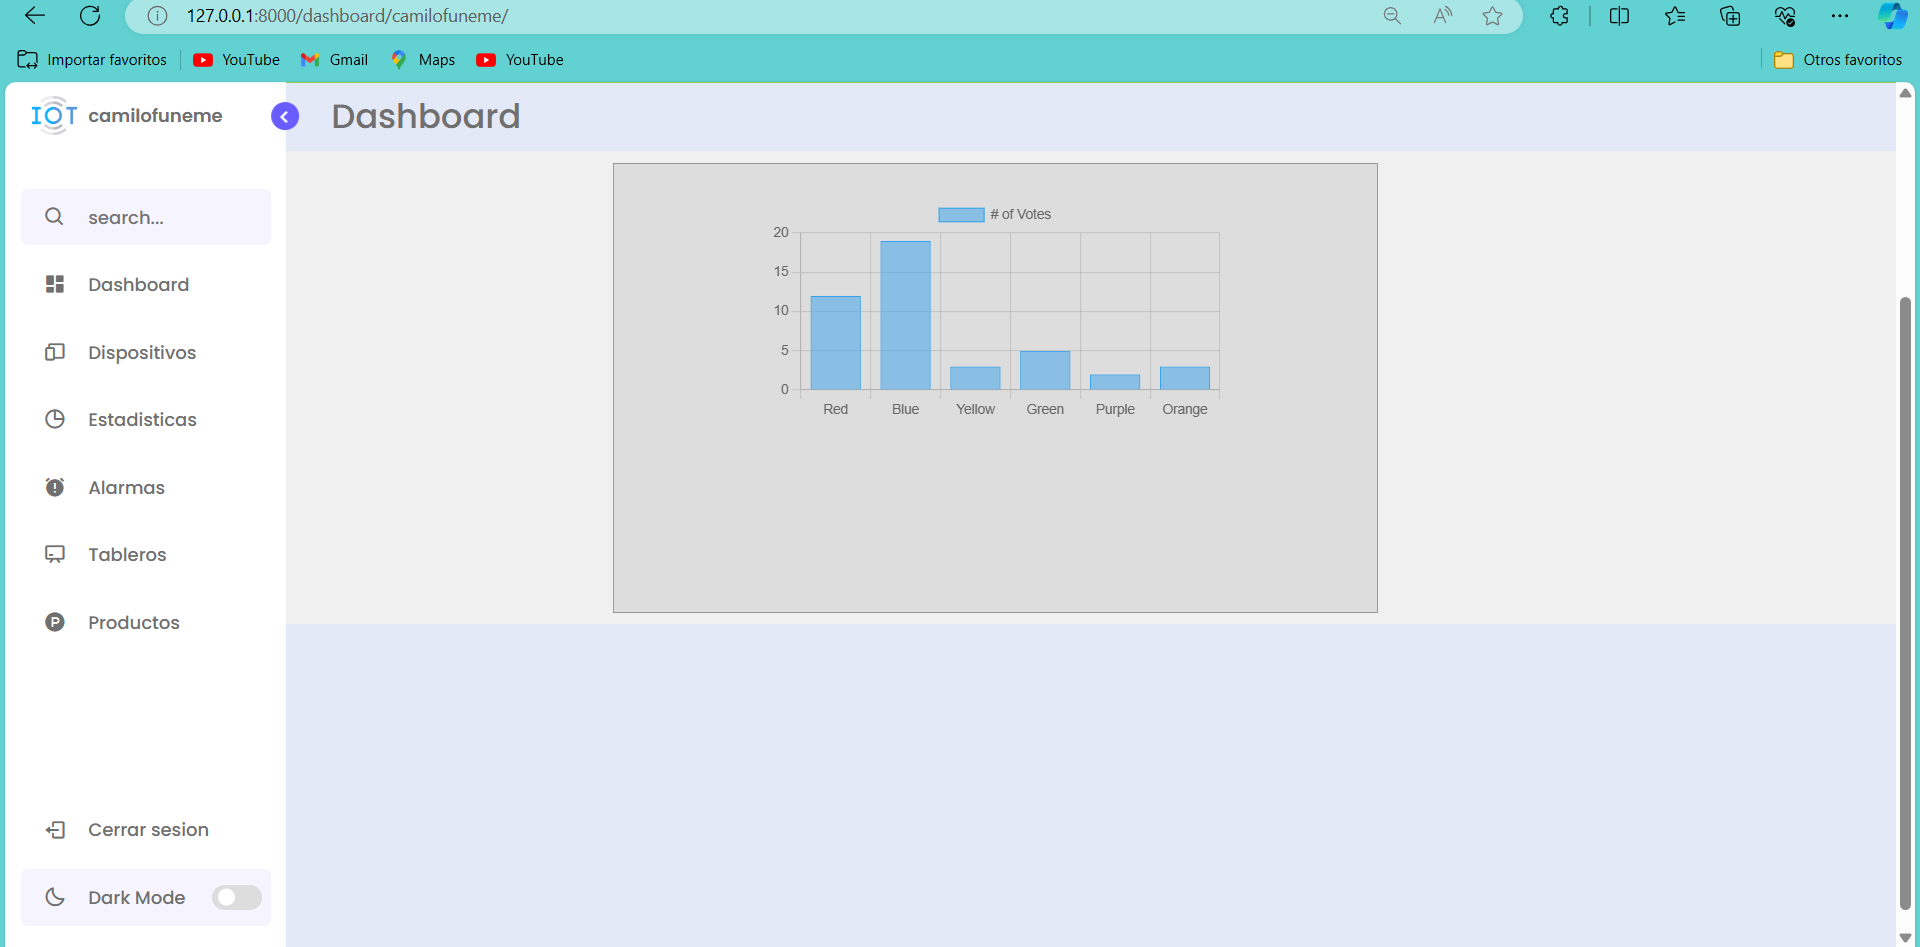 127.0.0.1:8000/dashboard/camilofuneme/
Importar favoritos YouTube Gmail Maps YouTube Otros favoritos
IOT camilofuneme
Dashboard
search...
Dashboard
Dispositivos
Estadisticas
Alarmas
Tableros
Productos
Cerrar sesion
Dark Mode
# of Votes
20
15
10
5
0
Red Blue Yellow Green Purple Orange